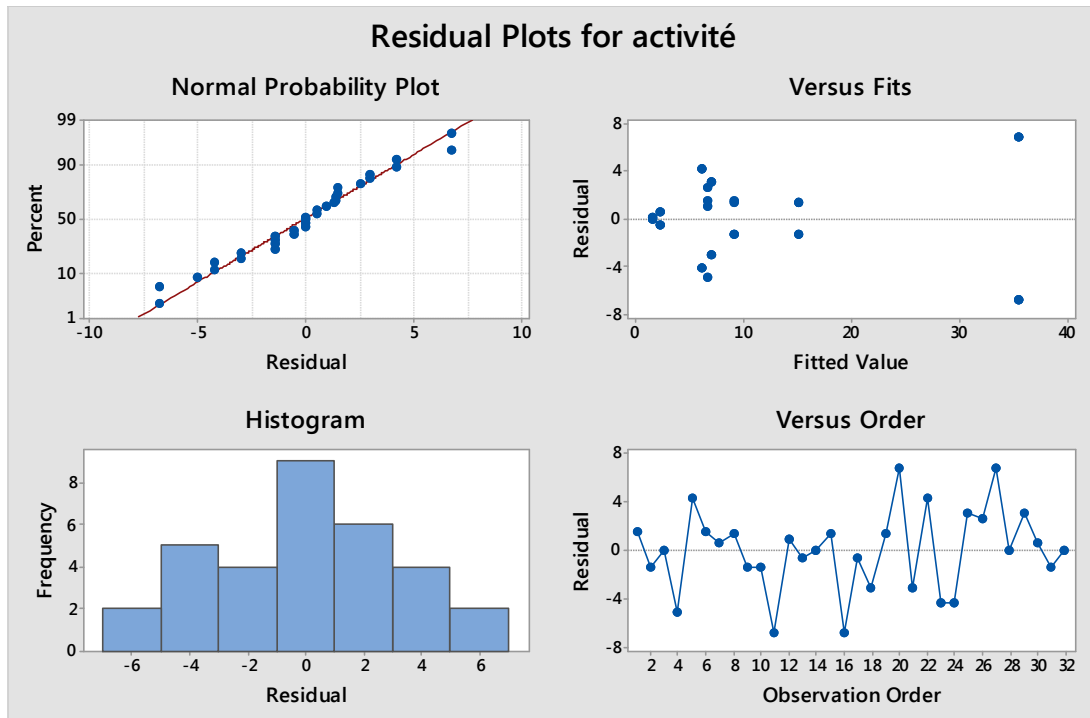 Residual Plots for activité
Normal Probability Plot
Percent
99
90
50
10
1
-10 -5 0 5 10
Residual
Versus Fits
Residual
8
4
0
-4
-8
0 10 20 30 40
Fitted Value
Histogram
Frequency
8
6
4
2
0
-6 -4 -2 0 2 4 6
Residual
Versus Order
Residual
8
4
0
-4
-8
2 4 6 8 10 12 14 16 18 20 22 24 26 28 30 32
Observation Order